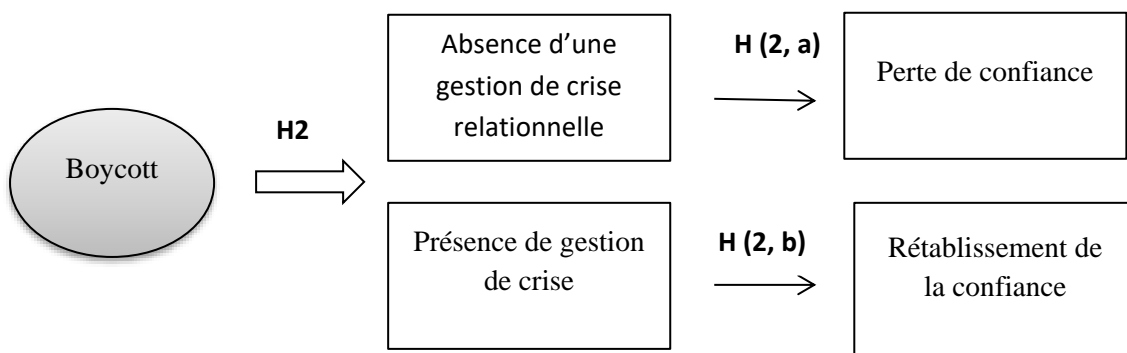 Boycott
H2
Absence d’une
gestion de crise
relationnelle
H (2, a)
Perte de confiance
Présence de gestion
de crise
H (2, b)
Rétablissement de
la confiance